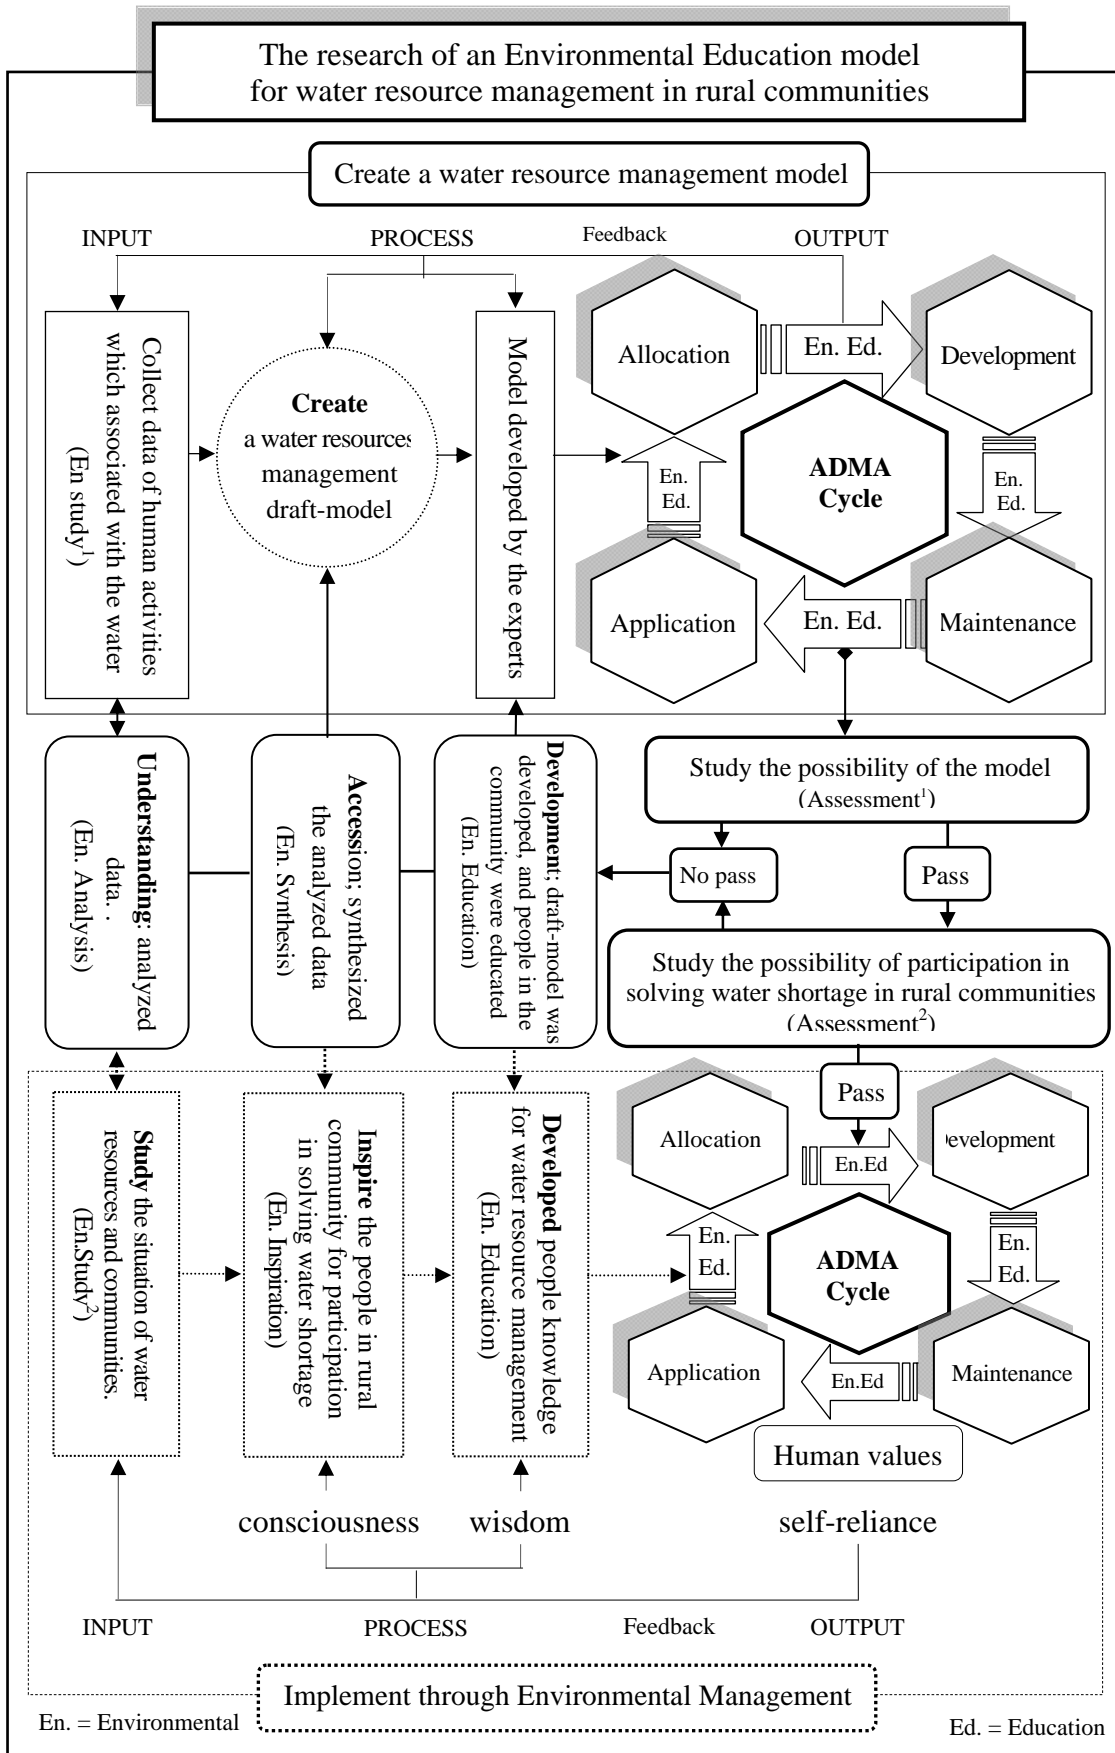 The research of an Environmental Education model
for water resource management in rural communities
Create a water resource management model
INPUT
PROCESS
Feedback
OUTPUT
Collect data of human activities
which associated with the water
(En study¹)
Create
a water resources
management
draft-model
Model developed by the experts
Allocation
En. Ed.
Development
En.
Ed.
ADMA
Cycle
En.
Ed.
Application
En. Ed.
Maintenance
Understanding: analyzed
data. .
(En. Analysis)
Accession; synthesized
the analyzed data
(En. Synthesis)
Development; draft-model was
developed, and people in the
community were educated
(En. Education)
Study the possibility of the model
(Assessment¹)
No pass
Pass
Study the possibility of participation in
solving water shortage in rural communities
(Assessment²)
Pass
Study the situation of water
resources and communities.
(En.Study²)
Inspire the people in rural
community for participation
in solving water shortage
(En. Inspiration)
Developed people knowledge
for water resource management
(En. Education)
Allocation
En.Ed
Development
En.
Ed.
ADMA
Cycle
En.
Ed.
Application
En.Ed
Maintenance
Human values
consciousness
wisdom
self-reliance
INPUT
PROCESS
Feedback
OUTPUT
Implement through Environmental Management
En. = Environmental
Ed. = Education